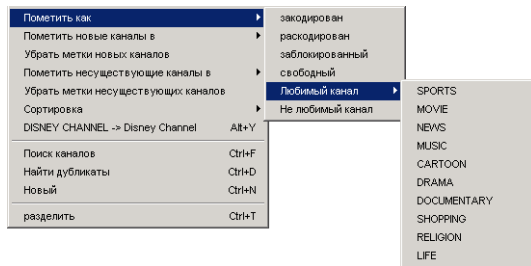 Пометить как
Пометить новые каналы в
Убрать метки новых каналов
Пометить несуществующие каналы в
Убрать метки несуществующих каналов
Сортировка
DISNEY CHANNEL -> Disney Channel Alt+Y
Поиск каналов Ctrl+F
Найти дубликаты Ctrl+D
Новый Ctrl+N
разделить Ctrl+T
закодирован
раскодирован
заблокированный
свободный
Любимый канал
Не любимый канал
SPORTS
MOVIE
NEWS
MUSIC
CARTOON
DRAMA
DOCUMENTARY
SHOPPING
RELIGION
LIFE